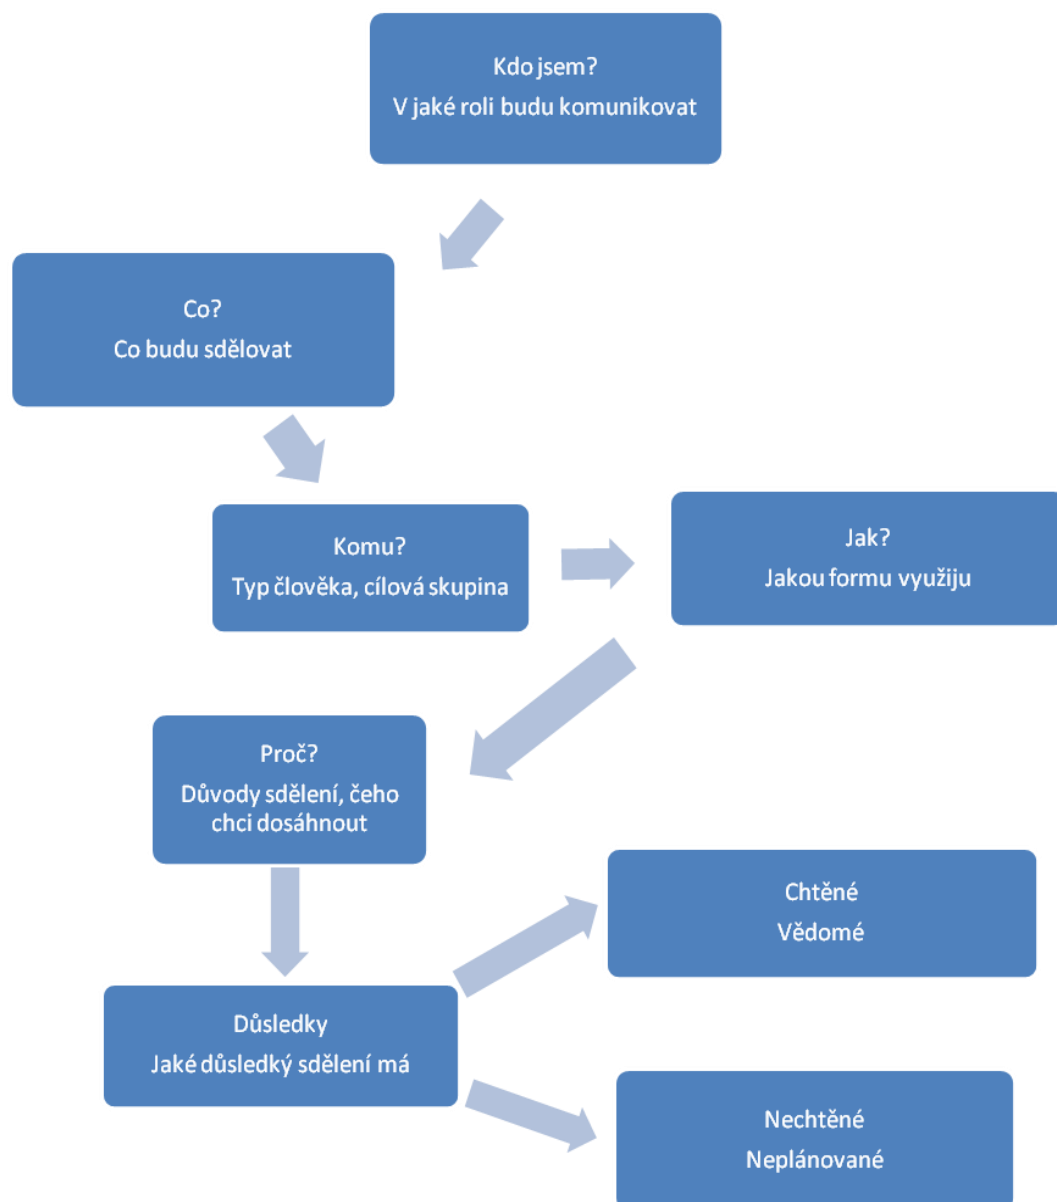 Kdo jsem?
V jaké roli budu komunikovat
Co?
Co budu sdělovat
Komu?
Typ člověka, cílová skupina
Jak?
Jakou formu využiju
Proč?
Důvody sdělení, čeho
chci dosáhnout
Důsledky
Jaké důsledký sdělení má
Chtěné
Vědomé
Nechtěné
Neplánované